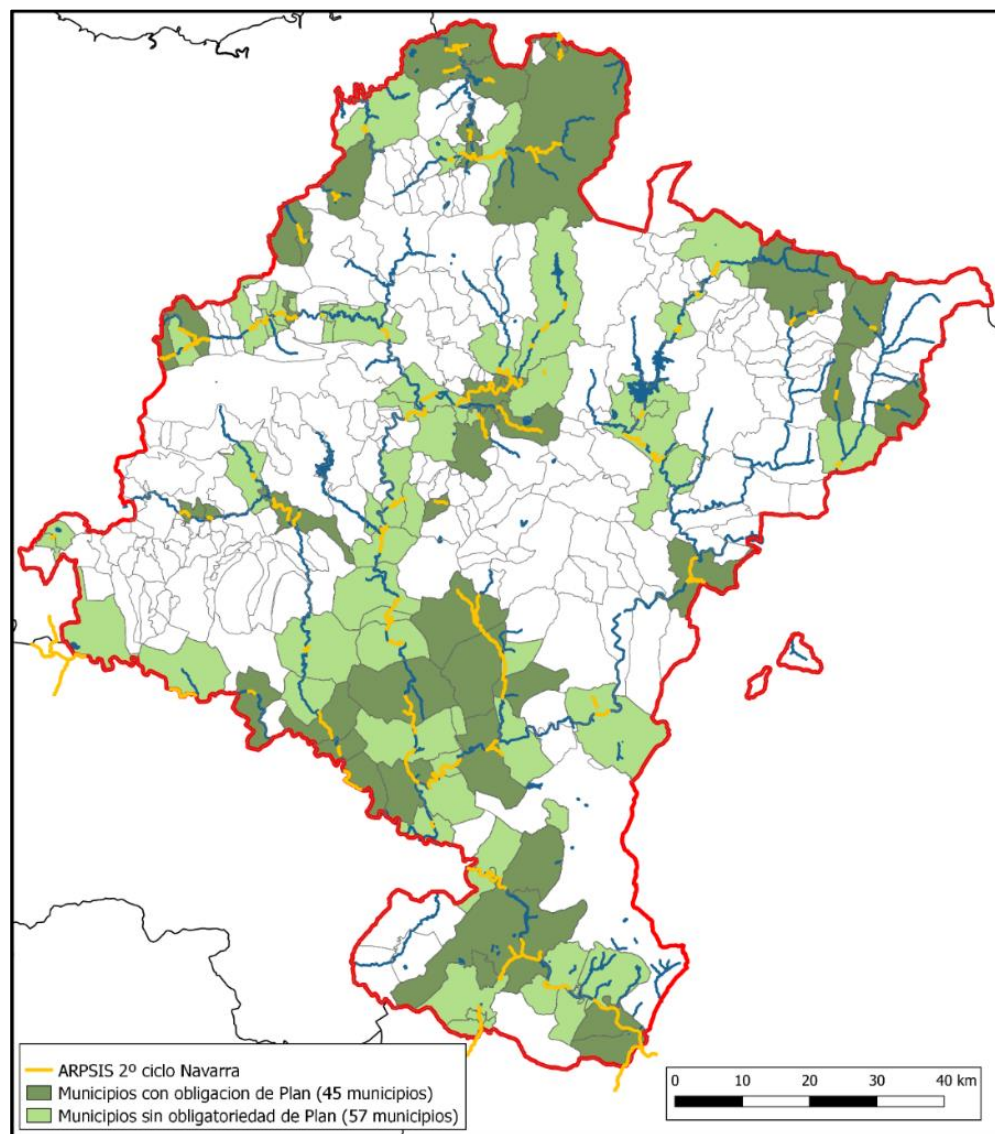 ARPSIS 2º ciclo Navarra
Municipios con obligacion de Plan (45 municipios)
Municipios sin obligatoriedad de Plan (57 municipios)
0 10 20 30 40 km